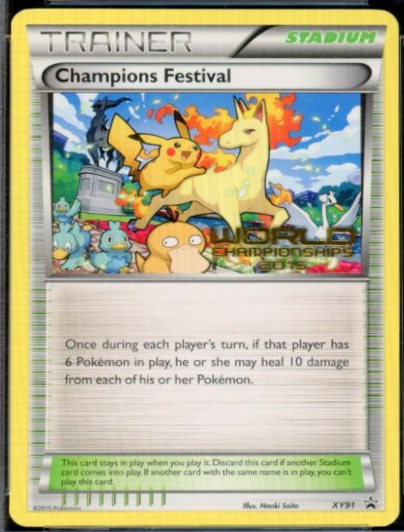 TRAINER STADIUM
Champions Festival
WORLD
CHAMPIONSHIPS
2015
Once during each player's turn, if that player has
6 Pokémon in play, he or she may heal 10 damage
from each of his or her Pokémon.
This card stays in play when you play it. Discard this card if another Stadium
card comes into play. If another card with the same name is in play, you can't
play this card.
©2015 Pokémon Illus. Naoki Saito XY91